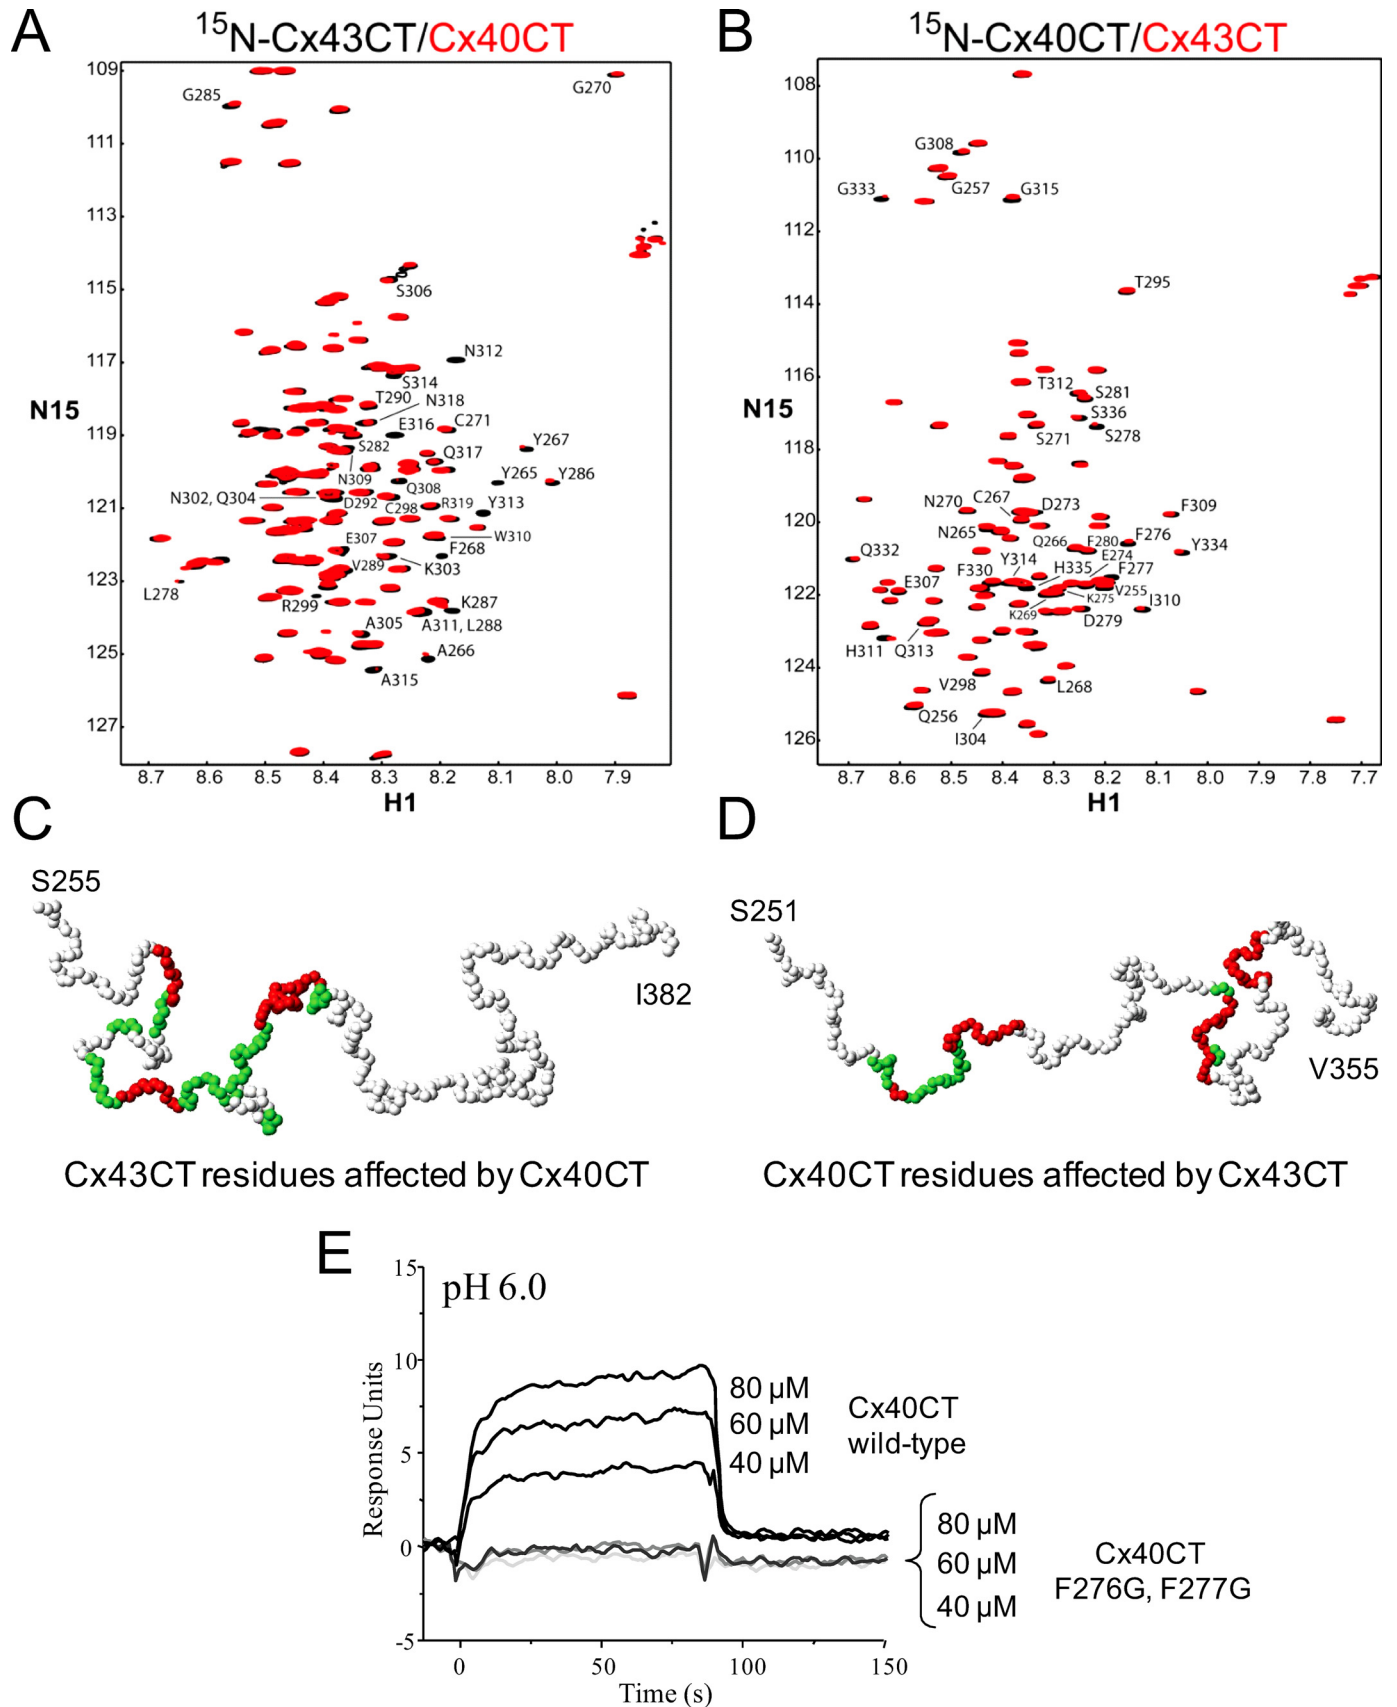 A
15N-Cx43CT/Cx40CT
109
111
113
115
117
119
121
123
125
127
N15
G285
G270
S306
N312
S314
T290
N318
E316
C271
S282
Q317
Y267
N309
Y265
Y286
N302, Q304
D292
Q308
C298
R319
Y313
W310
E307
F268
V289
K303
L278
R299
K287
A305
A311, L288
A266
A315
8.7 8.6 8.5 8.4 8.3 8.2 8.1 8.0 7.9
H1
B
15N-Cx40CT/Cx43CT
108
110
112
114
116
118
120
122
124
126
N15
G308
G333
G257
G315
T295
T312
S281
S336
S271
S278
N270
C267
D273
F309
N265
Q266
F280
F276
Q332
Y314
E274
Y334
F330
H335
F277
E307
V255
K275
K269
I310
D279
H311
Q313
V298
L268
Q256
I304
8.7 8.6 8.5 8.4 8.3 8.2 8.1 8.0 7.8 7.7
H1
C
S255
I382
Cx43CT residues affected by Cx40CT
D
S251
V355
Cx40CT residues affected by Cx43CT
E
pH 6.0
15
10
5
0
-5
Response Units
80 µM
60 µM
40 µM
Cx40CT
wild-type
80 µM
60 µM
40 µM
Cx40CT
F276G, F277G
0 50 100 150
Time (s)